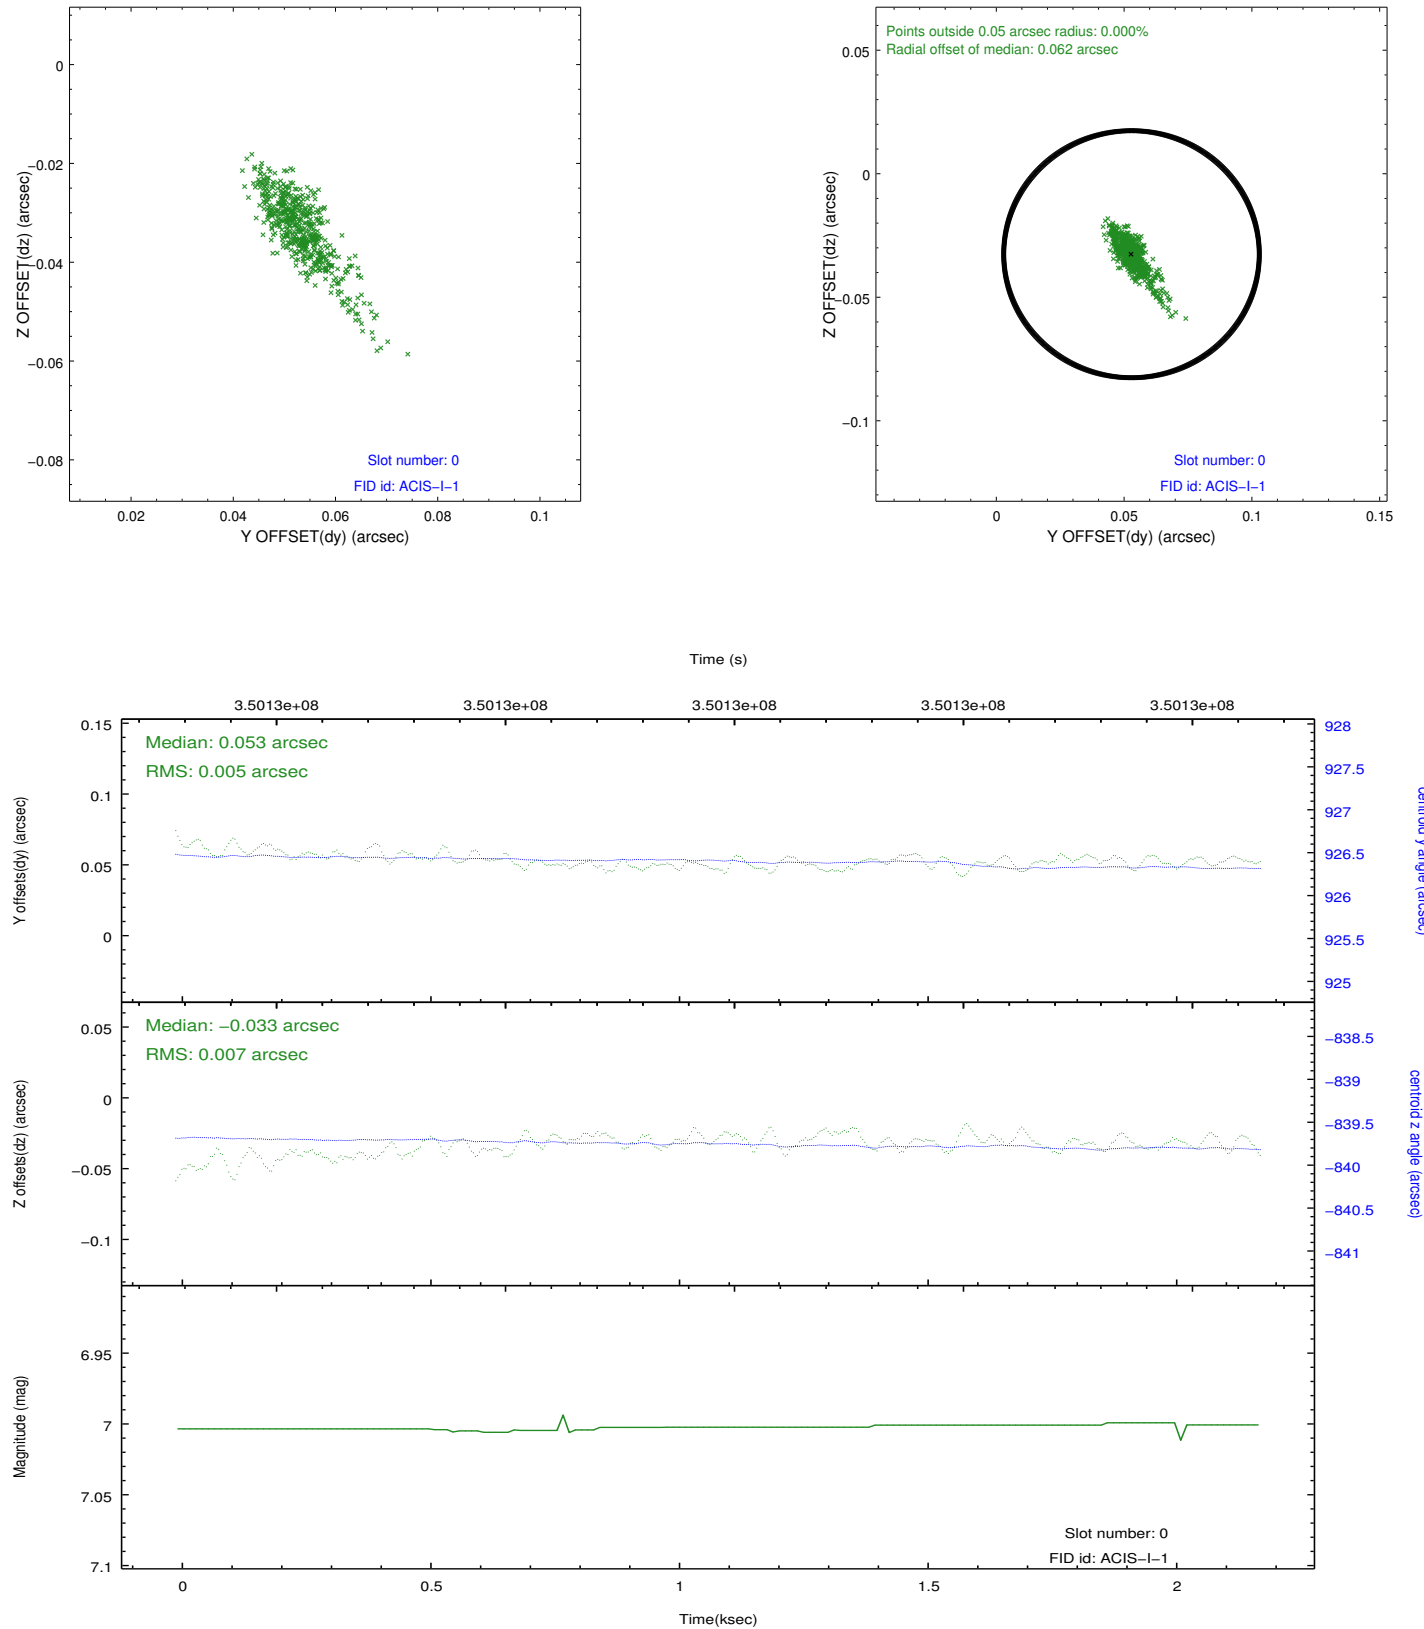 0
−0.02
−0.04
−0.06
−0.08
Z OFFSET(dz) (arcsec)
Slot number: 0
FID id: ACIS−I−1
0.02
0.04
0.06
0.08
0.1
Y OFFSET(dy) (arcsec)
Points outside 0.05 arcsec radius: 0.000%
Radial offset of median: 0.062 arcsec
0.05
0
−0.05
−0.1
Z OFFSET(dz) (arcsec)
Slot number: 0
FID id: ACIS−I−1
0
0.05
0.1
0.15
Y OFFSET(dy) (arcsec)
Time (s)
3.5013e+08
3.5013e+08
3.5013e+08
3.5013e+08
3.5013e+08
Median: 0.053 arcsec
RMS: 0.005 arcsec
0.15
0.1
0.05
0
Y offsets(dy) (arcsec)
928
927.5
927
926.5
926
925.5
925
centroid y angle (arcsec)
Median: −0.033 arcsec
RMS: 0.007 arcsec
0.05
0
−0.05
−0.1
Z offsets(dz) (arcsec)
−838.5
−839
−839.5
−840
−840.5
−841
centroid z angle (arcsec)
6.95
7
7.05
7.1
Magnitude (mag)
Slot number: 0
FID id: ACIS−I−1
0
0.5
1
1.5
2
Time(ksec)